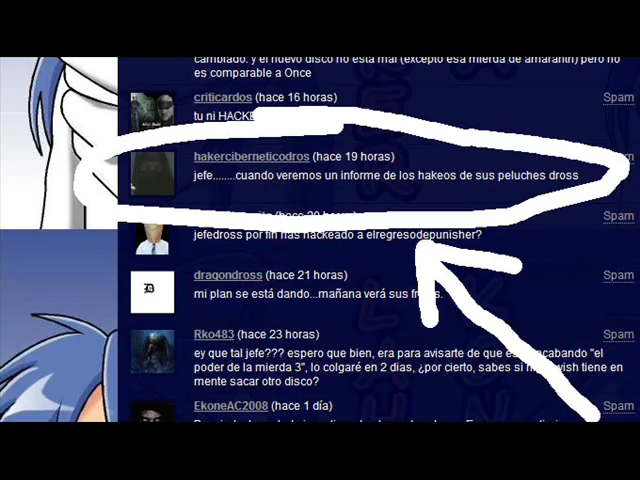 cambiado. y el nuevo disco no está mal (excepto esa mierda de amaranth) pero no
es comparable a Once
criticardos (hace 16 horas)
Spam
tu ni HACKE
hakerciberneticodros (hace 19 horas)
jefe........cuando veremos un informe de los hakeos de sus peluches dross
(hace 20
Spam
jefedross por fin has hackeado a elregresodepunisher?
dragondross (hace 21 horas)
Spam
mi plan se está dando...mañana verá sus
Rko483 (hace 23 horas)
Spam
ey que tal jefe??? espero que bien, era para avisarte de que acabando "el
poder de la mierda 3", lo colgaré en 2 dias, ¿por cierto, sabes si tiene en
mente sacar otro disco?
EkoneAC2008 (hace 1 día)
Spam